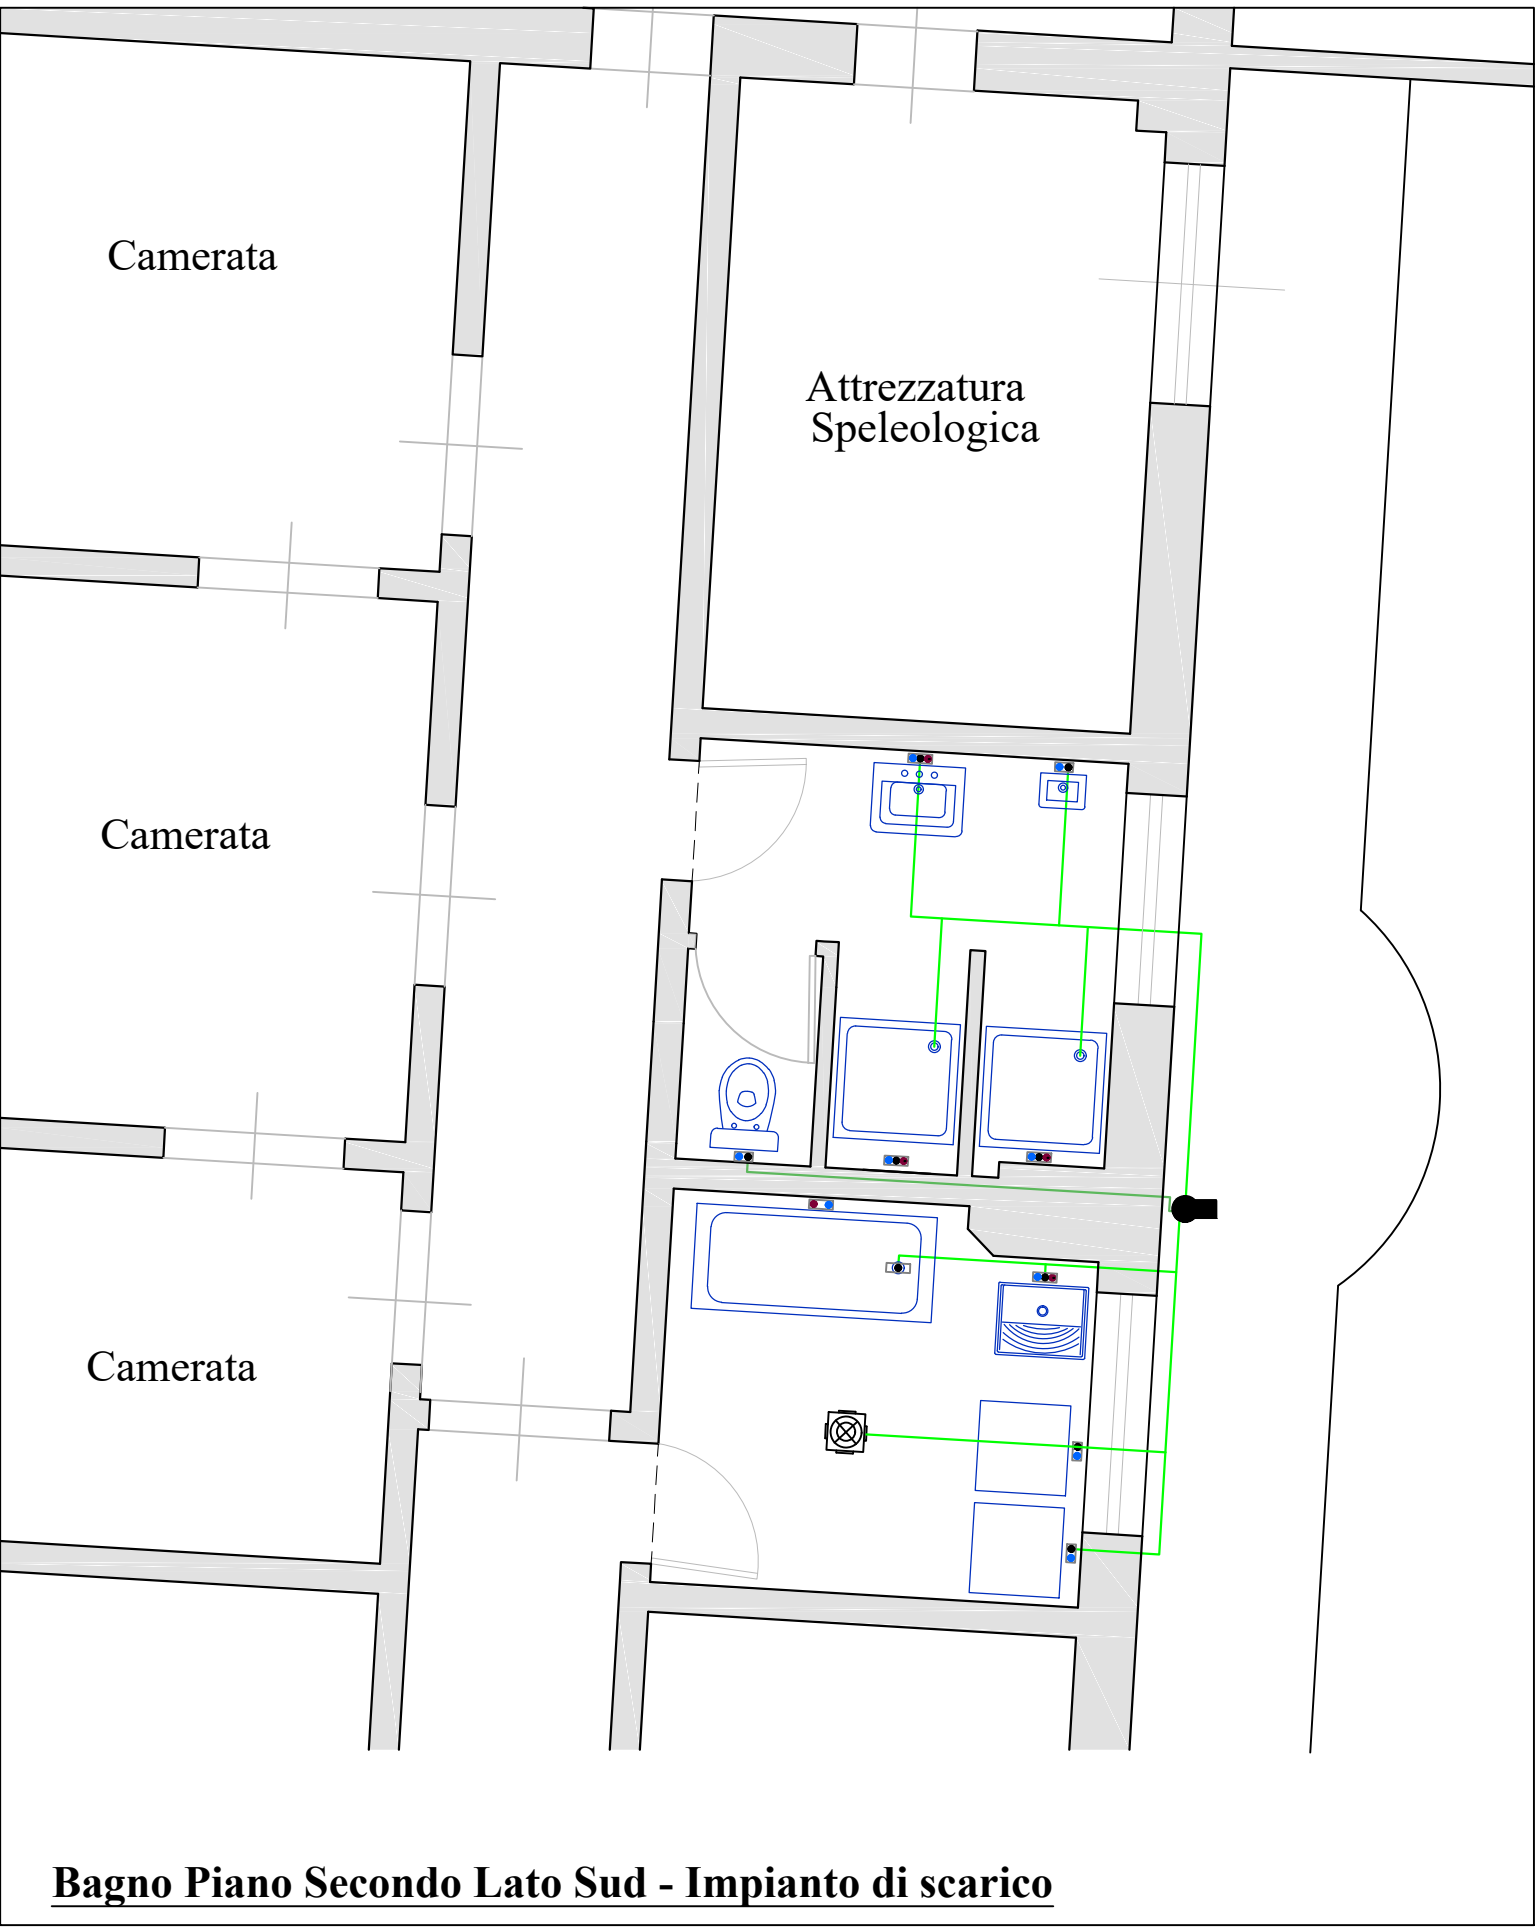 Camerata
Attrezzatura
Speleologica
Camerata
Camerata
Bagno Piano Secondo Lato Sud - Impianto di scarico